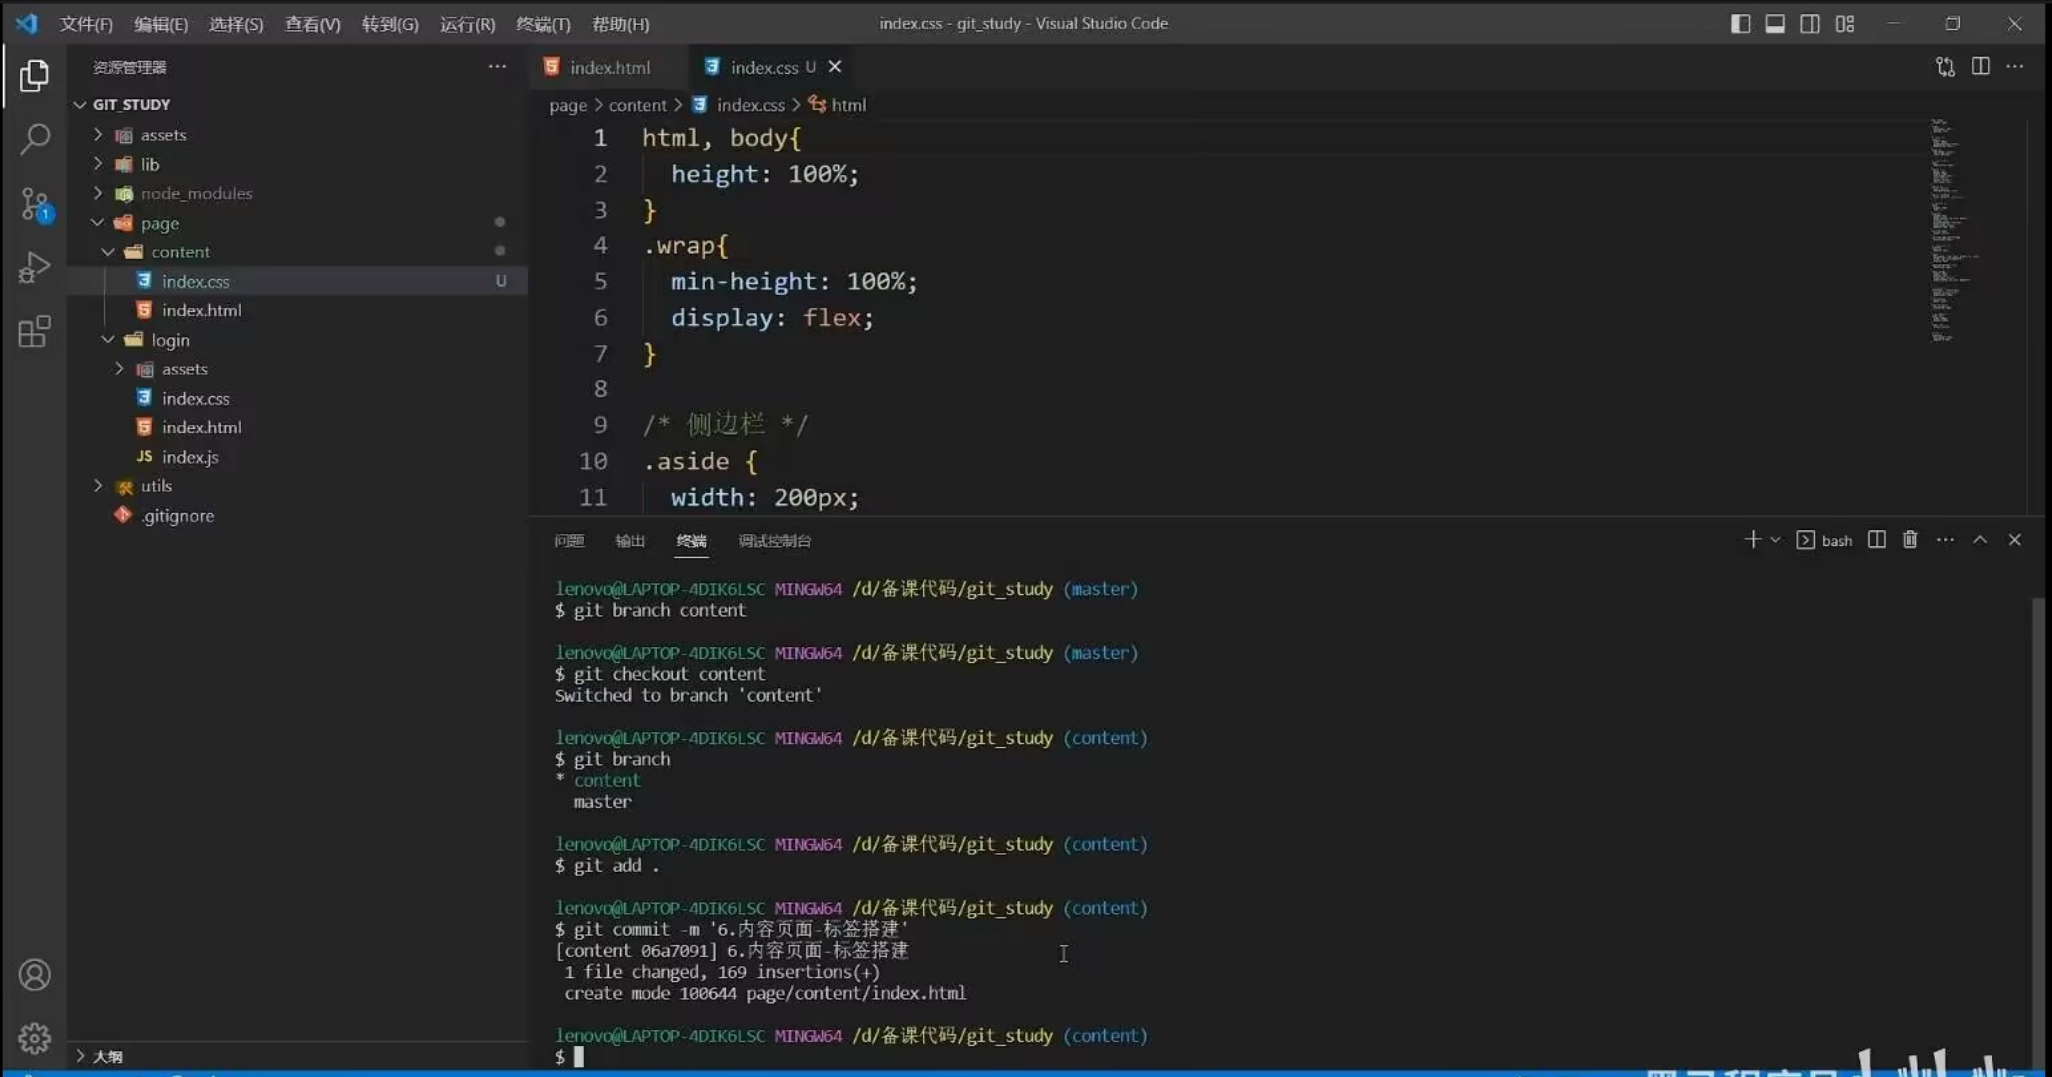 文件(F) 编辑(E) 选择(S) 查看(V) 转到(G) 运行(R) 终端(T) 帮助(H) index.css - git_study - Visual Studio Code
资源管理器
GIT_STUDY
assets
lib
node_modules
page
content
index.css U
index.html
login
assets
index.css
index.html
JS index.js
utils
.gitignore
大纲
1
index.html index.css U
page > content > index.css > html
1 html, body{
2 height: 100%;
3 }
4 .wrap{
5 min-height: 100%;
6 display: flex;
7 }
8
9 /* 侧边栏 */
10 .aside {
11 width: 200px;
问题 输出 终端 调试控制台 bash
lenovo@LAPTOP-4DIK6LSC MINGW64 /d/备课代码/git_study (master)
$ git branch content
lenovo@LAPTOP-4DIK6LSC MINGW64 /d/备课代码/git_study (master)
$ git checkout content
Switched to branch 'content'
lenovo@LAPTOP-4DIK6LSC MINGW64 /d/备课代码/git_study (content)
$ git branch
* content
master
lenovo@LAPTOP-4DIK6LSC MINGW64 /d/备课代码/git_study (content)
$ git add .
lenovo@LAPTOP-4DIK6LSC MINGW64 /d/备课代码/git_study (content)
$ git commit -m '6.内容页面-标签搭建'
[content 06a7091] 6.内容页面-标签搭建
1 file changed, 169 insertions(+)
create mode 100644 page/content/index.html
lenovo@LAPTOP-4DIK6LSC MINGW64 /d/备课代码/git_study (content)
$